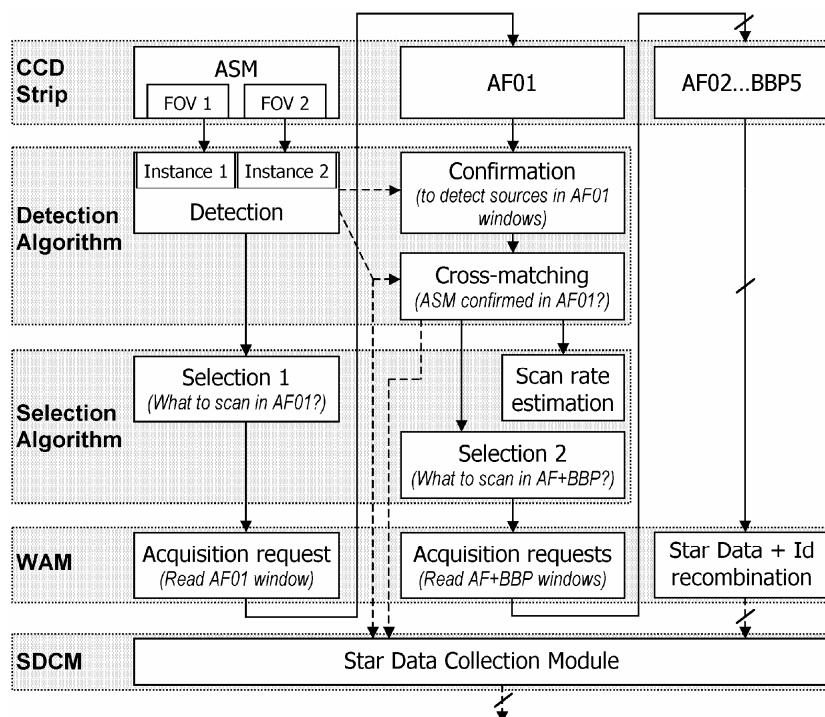 CCD
Strip
ASM
FOV 1
FOV 2
AF01
AF02...BBP5
Detection
Algorithm
Instance 1
Instance 2
Detection
Confirmation
(to detect sources in AF01
windows)
Cross-matching
(ASM confirmed in AF01?)
Selection
Algorithm
Selection 1
(What to scan in AF01?)
Scan rate
estimation
Selection 2
(What to scan in AF+BBP?)
WAM
Acquisition request
(Read AF01 window)
Acquisition requests
(Read AF+BBP windows)
Star Data + Id
recombination
SDCM
Star Data Collection Module